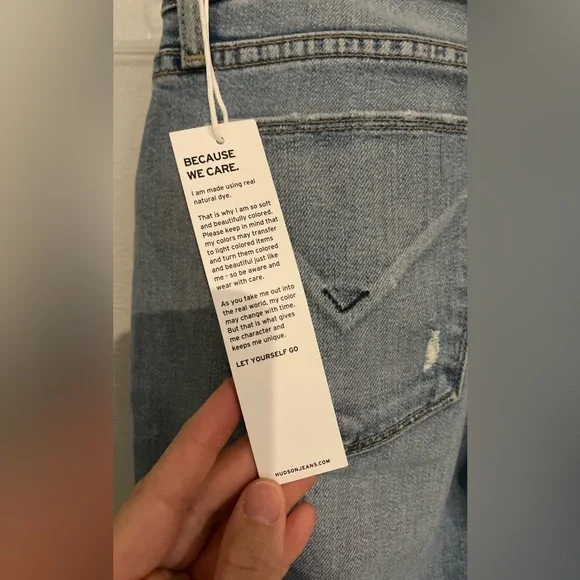 BECAUSE
WE CARE.
I am made using real
natural dye.
That is why I am so soft
and beautifully colored.
Please keep in mind that
my colors may transfer
to light colored items
and turn them colored
and beautiful just like
me - so be aware and
wear with care.
As you take me out into
the real world, my color
may change with time.
But that is what gives
me character and
keeps me unique.
LET YOURSELF GO
HUDSONJEANS.COM